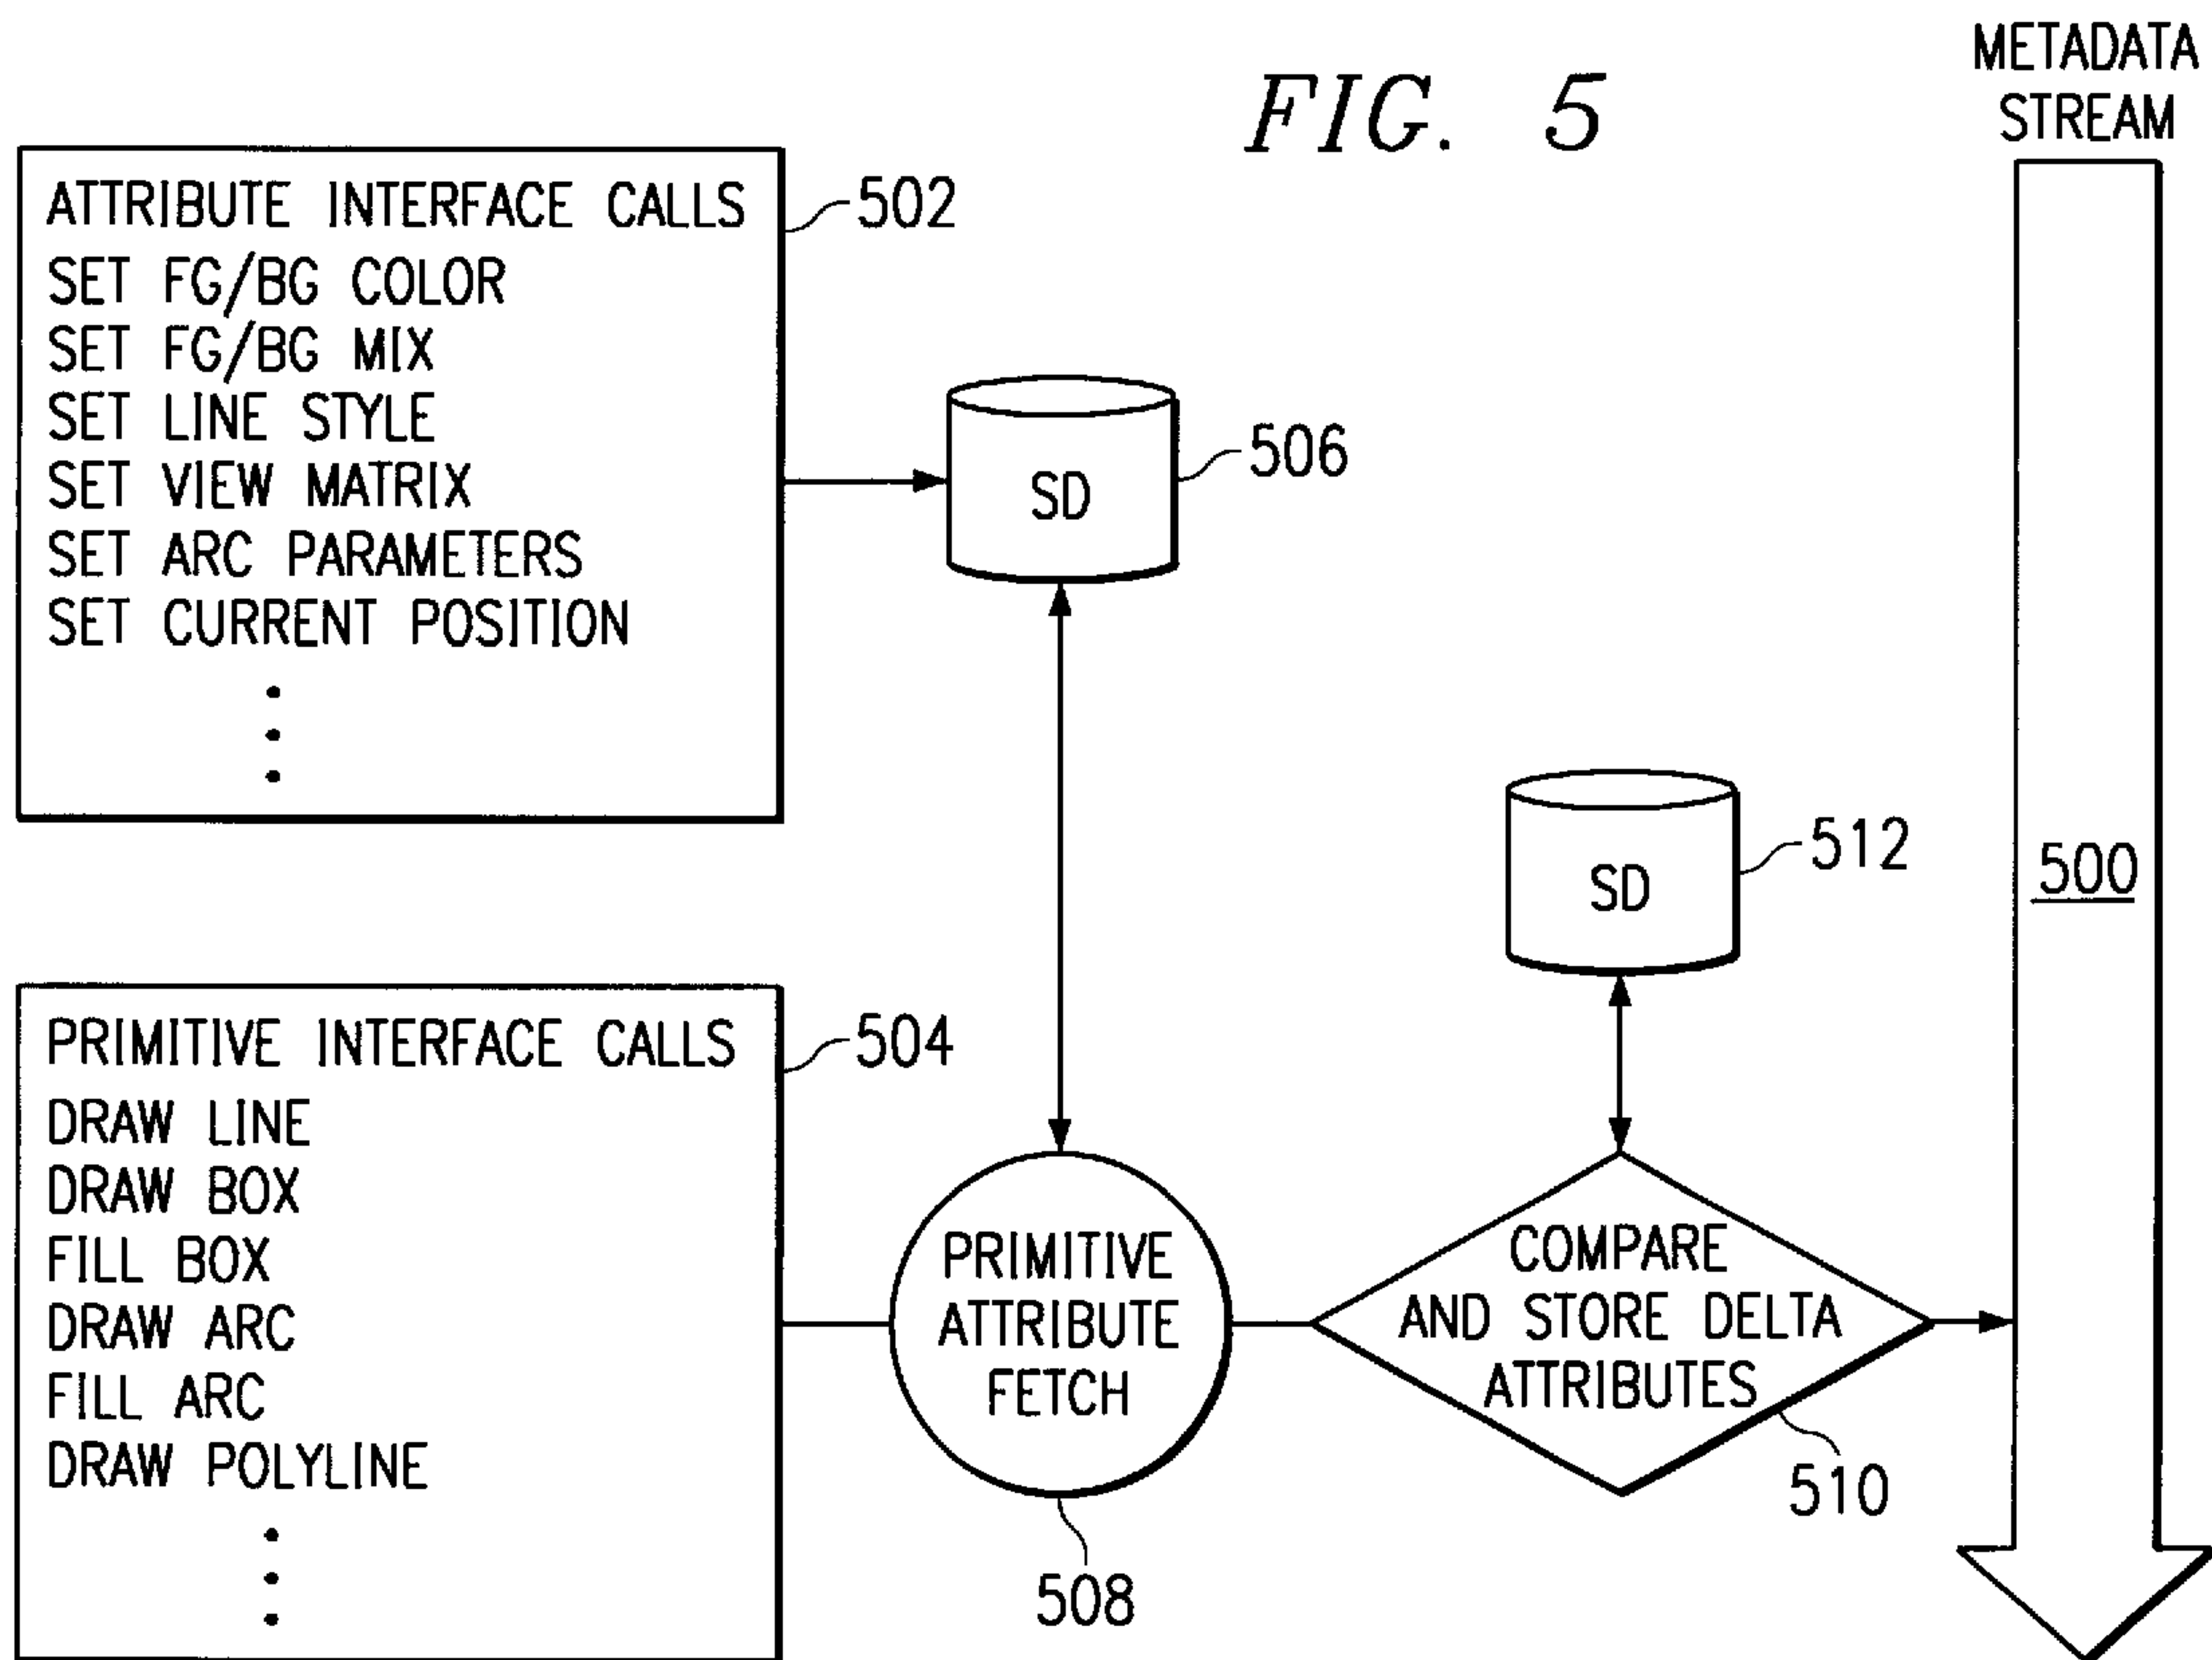 FIG. 5
METADATA
STREAM
ATTRIBUTE INTERFACE CALLS
SET FG/BG COLOR
SET FG/BG MIX
SET LINE STYLE
SET VIEW MATRIX
SET ARC PARAMETERS
SET CURRENT POSITION
502
SD
506
SD
512
500
PRIMITIVE INTERFACE CALLS
DRAW LINE
DRAW BOX
FILL BOX
DRAW ARC
FILL ARC
DRAW POLYLINE
504
PRIMITIVE
ATTRIBUTE
FETCH
508
COMPARE
AND STORE DELTA
ATTRIBUTES
510